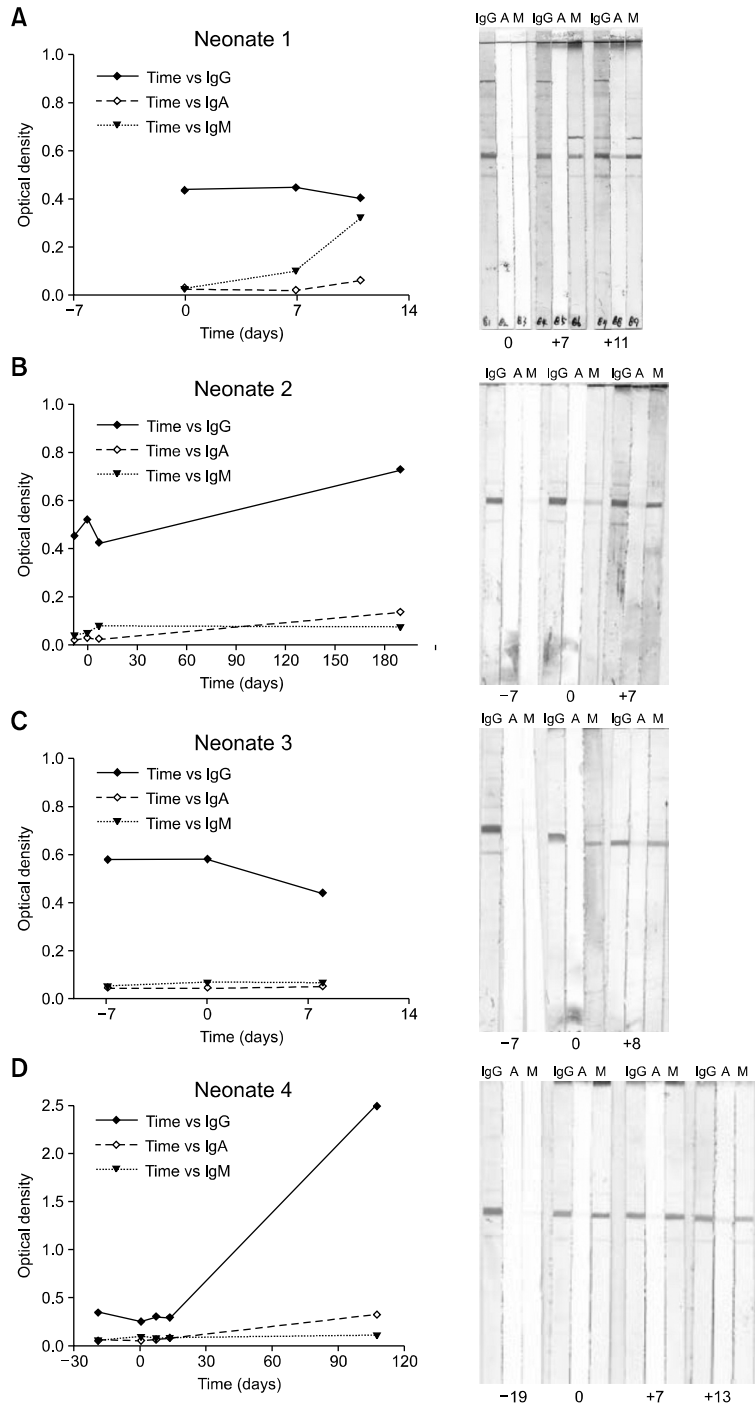 A
Neonate 1
Time vs IgG
Time vs IgA
Time vs IgM
Optical density
1.0
0.8
0.6
0.4
0.2
0.0
−7 0 7 14
Time (days)
IgG A M IgG A M IgG A M
0 +7 +11
B
Neonate 2
Time vs IgG
Time vs IgA
Time vs IgM
Optical density
1.0
0.8
0.6
0.4
0.2
0.0
0 30 60 90 120 150 180
Time (days)
IgG A M IgG A M IgG A M
−7 0 +7
C
Neonate 3
Time vs IgG
Time vs IgA
Time vs IgM
Optical density
1.0
0.8
0.6
0.4
0.2
0.0
−7 0 7 14
Time (days)
IgG A M IgG A M IgG A M
−7 0 +8
D
Neonate 4
Time vs IgG
Time vs IgA
Time vs IgM
Optical density
2.5
2.0
1.5
1.0
0.5
0.0
−30 0 30 60 90 120
Time (days)
IgG A M IgG A M IgG A M IgG A M
−19 0 +7 +13